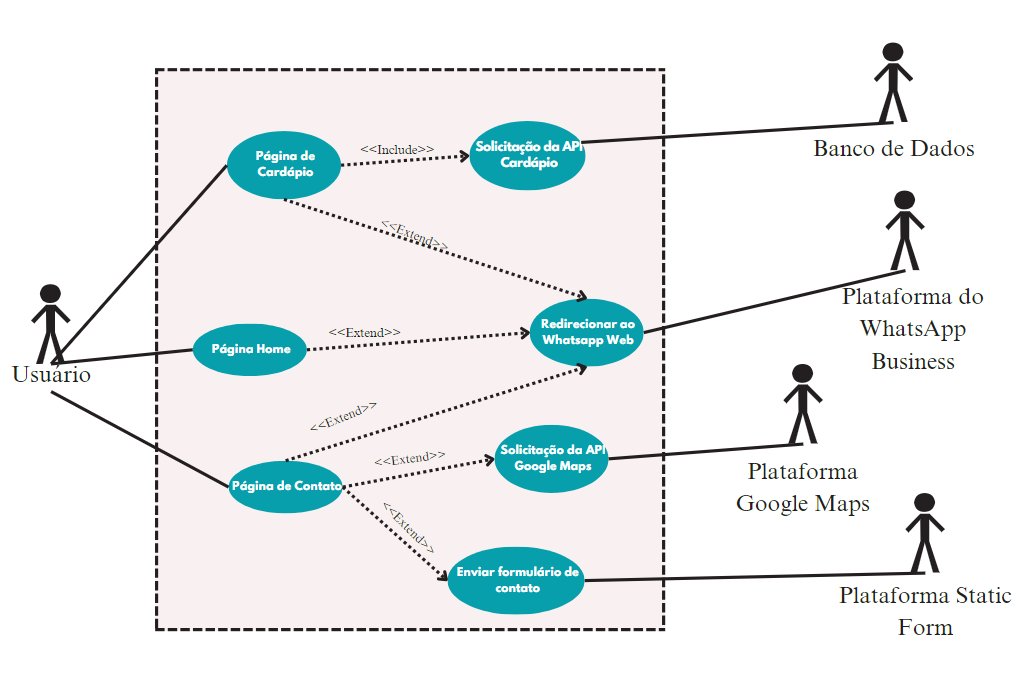 Banco de Dados
Página de
Cardápio
<<Include>>
Solicitação da API
Cardápio
<<Extend>>
Plataforma do
WhatsApp
Business
Usuário
Página Home
<<Extend>>
Redirecionar ao
Whatsapp Web
<<Extend>>
Página de Contato
<<Extend>>
Solicitação da API
Google Maps
Plataforma
Google Maps
<<Extend>>
Enviar formulário de
contato
Plataforma Static
Form